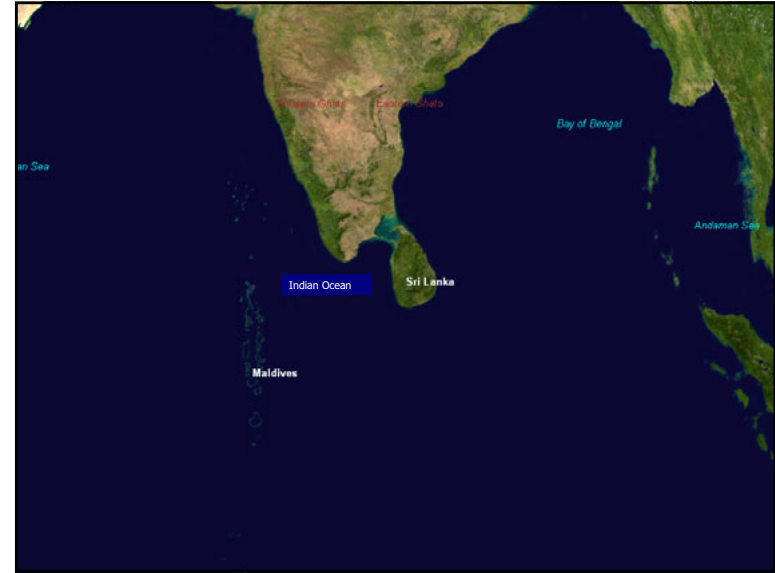 Western Ghats
Eastern Ghats
Bay of Bengal
an Sea
Andaman Sea
Indian Ocean
Sri Lanka
Maldives